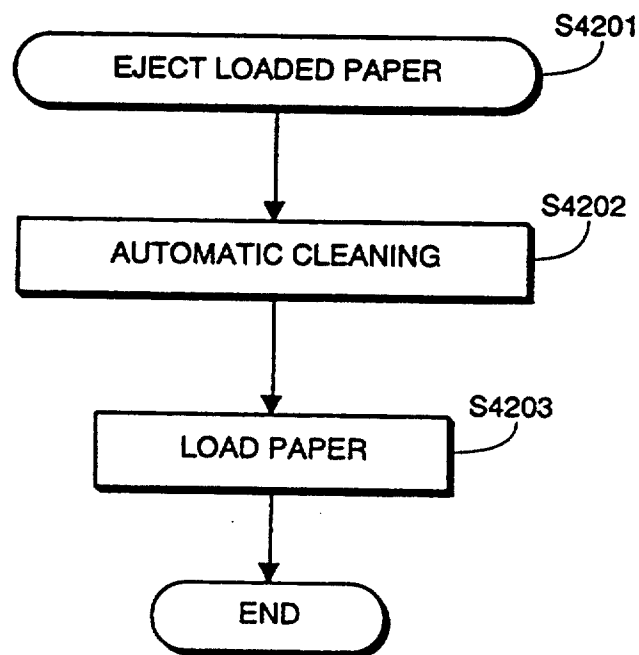 S4201
EJECT LOADED PAPER
S4202
AUTOMATIC CLEANING
S4203
LOAD PAPER
END